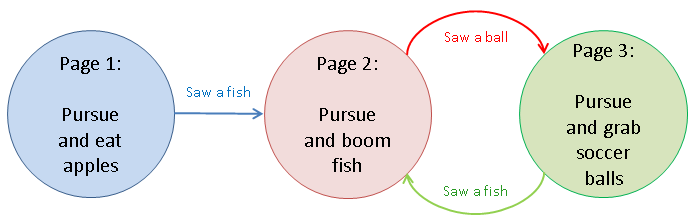 Page 1:
Pursue
and eat
apples
Saw a fish
Page 2:
Pursue
and boom
fish
Saw a ball
Saw a fish
Page 3:
Pursue
and grab
soccer
balls